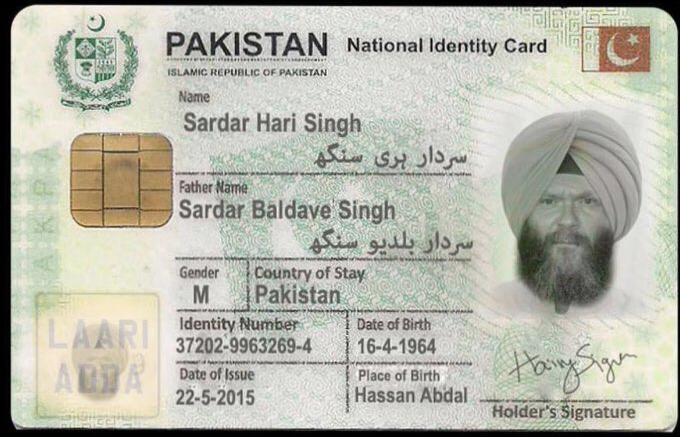 PAKISTAN National Identity Card
ISLAMIC REPUBLIC OF PAKISTAN
Name
Sardar Hari Singh
سردار ہری سنگھ
Father Name
Sardar Baldave Singh
سردار بلدیو سنگھ
Gender Country of Stay
M Pakistan
Identity Number Date of Birth
37202-9963269-4 16-4-1964
Date of Issue Place of Birth
22-5-2015 Hassan Abdal
LAARI
ADDA
Holder's Signature